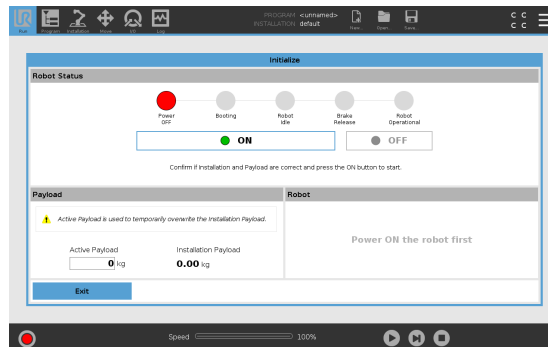 UR
PROGRAM <unnamed>
INSTALLATION default
C C
C C
Run
Program
Installation
Move
I/O
Log
New...
Open...
Save...
Initialize
Robot Status
Power
OFF
Booting
Robot
Idle
Brake
Release
Robot
Operational
ON
OFF
Confirm if Installation and Payload are correct and press the ON button to start.
Payload
Robot
Active Payload is used to temporarily overwrite the Installation Payload.
Active Payload
Installation Payload
0 kg
0.00 kg
Power ON the robot first
Exit
Speed
100%